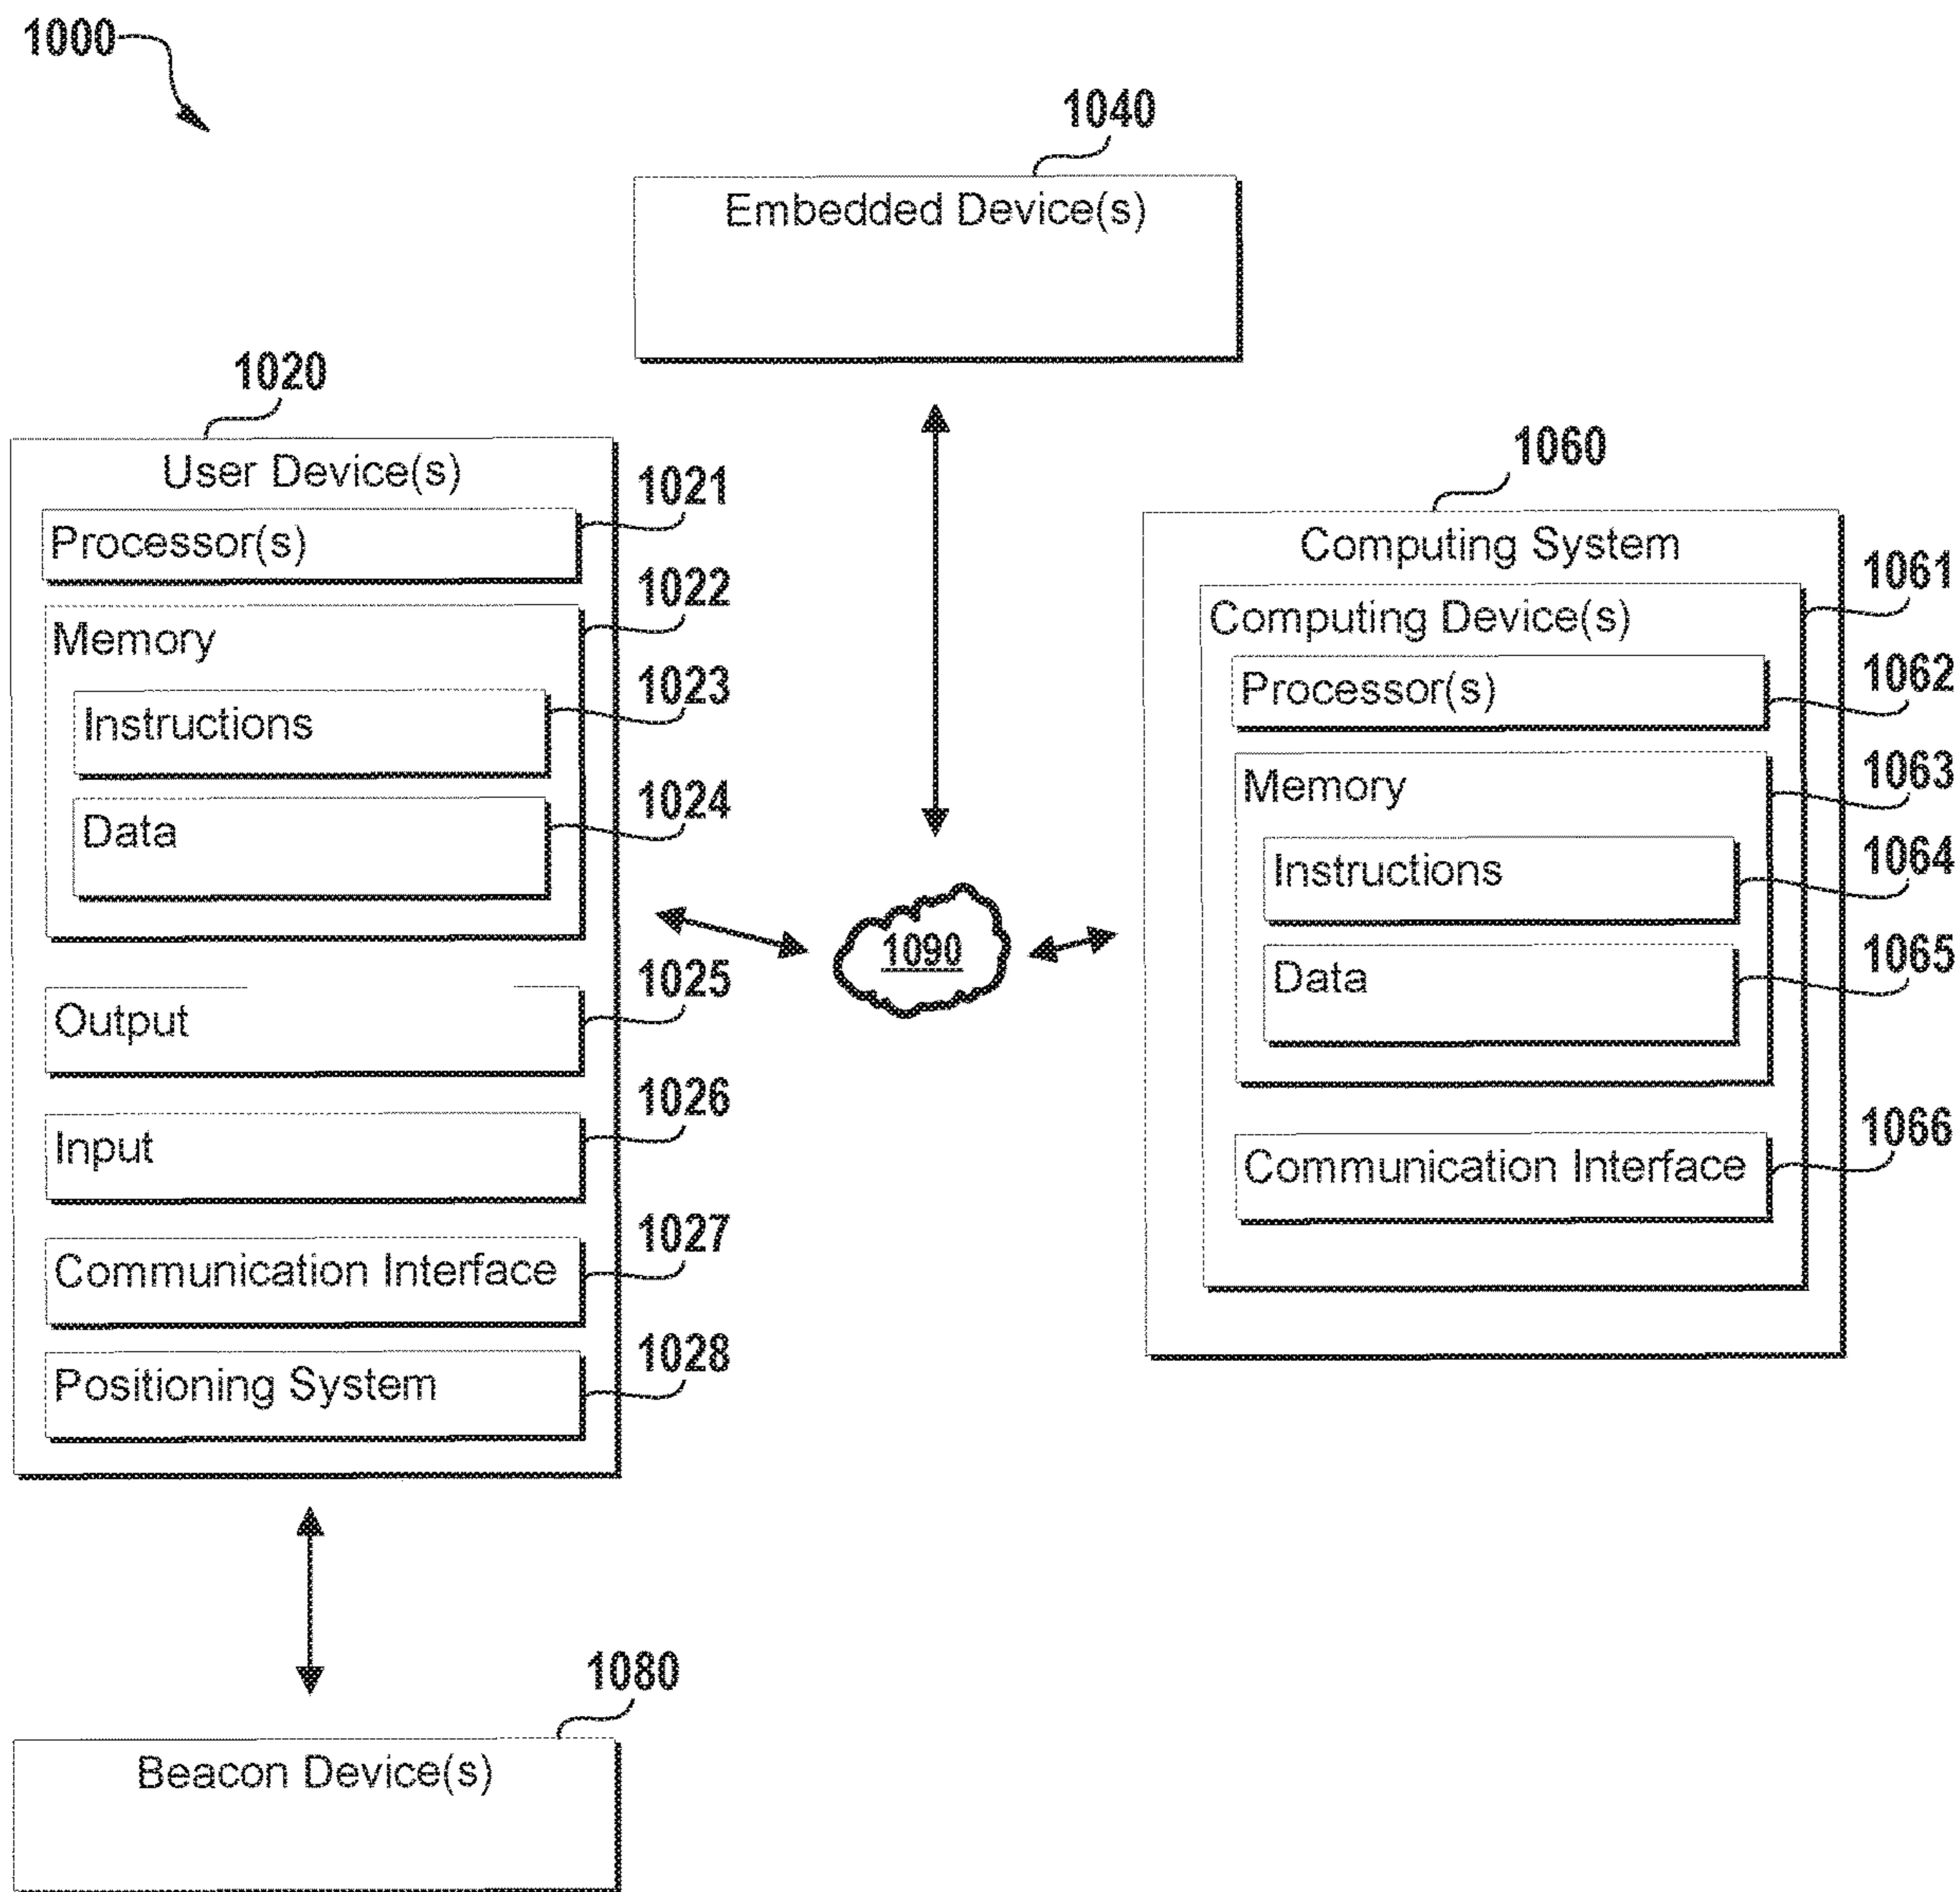 1000
1040
Embedded Device(s)
1020
User Device(s)
1021
Processor(s)
1022
Memory
1023
Instructions
1024
Data
1025
Output
1026
Input
1027
Communication Interface
1028
Positioning System
1090
1060
Computing System
1061
Computing Device(s)
1062
Processor(s)
1063
Memory
1064
Instructions
1065
Data
1066
Communication Interface
1080
Beacon Device(s)